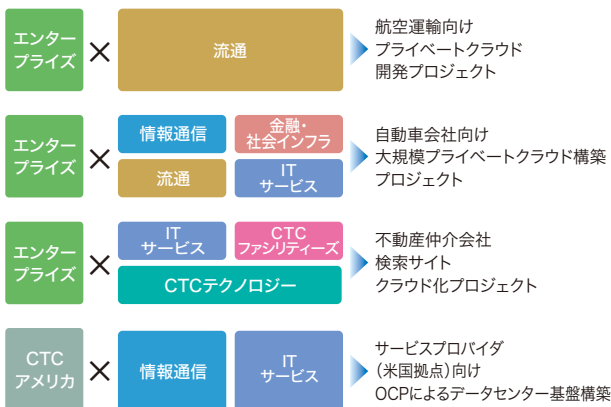 エンター
プライズ
×
流通
航空運輸向け
プライベートクラウド
開発プロジェクト
エンター
プライズ
×
情報通信
金融・
社会インフラ
流通
IT
サービス
自動車会社向け
大規模プライベートクラウド構築
プロジェクト
エンター
プライズ
×
IT
サービス
CTC
ファシリティーズ
CTCテクノロジー
不動産仲介会社
検索サイト
クラウド化プロジェクト
CTC
アメリカ
×
情報通信
IT
サービス
サービスプロバイダ
（米国拠点）向け
OCPによるデータセンター基盤構築